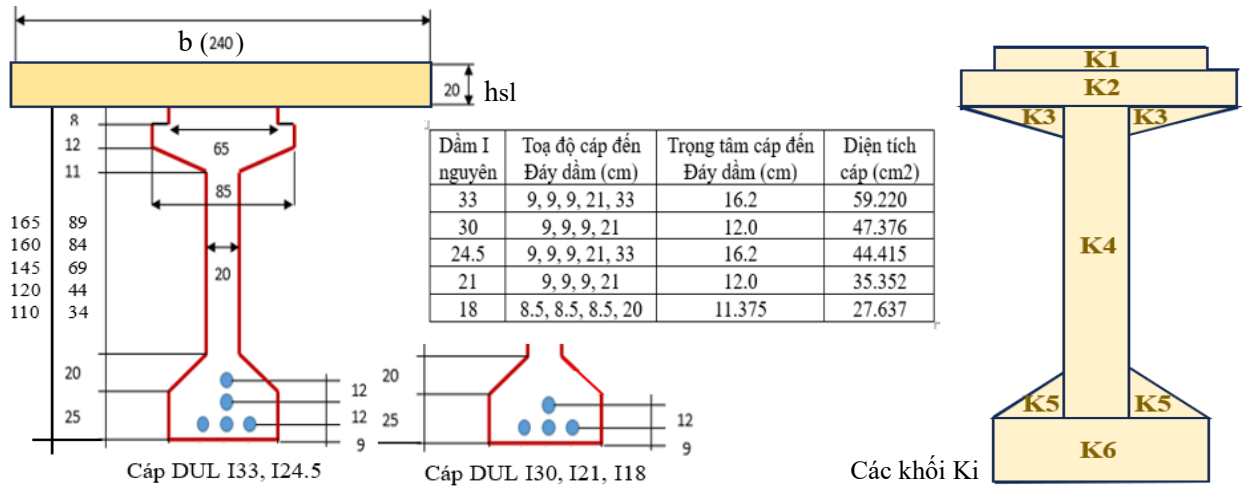 b (240)
20 hsl
8
12
11
65
85
20
165 89
160 84
145 69
120 44
110 34
20
25
12
12
9
20
25
12
9
Cáp DUL I33, I24.5
Cáp DUL I30, I21, I18
Dầm I nguyên Toạ độ cáp đến Đáy dầm (cm) Trọng tâm cáp đến Đáy dầm (cm) Diện tích cáp (cm2)
33 9, 9, 9, 21, 33 16.2 59.220
30 9, 9, 9, 21 12.0 47.376
24.5 9, 9, 9, 21, 33 16.2 44.415
21 9, 9, 9, 21 12.0 35.352
18 8.5, 8.5, 8.5, 20 11.375 27.637
K1
K2
K3 K3
K4
K5 K5
K6
Các khối Ki